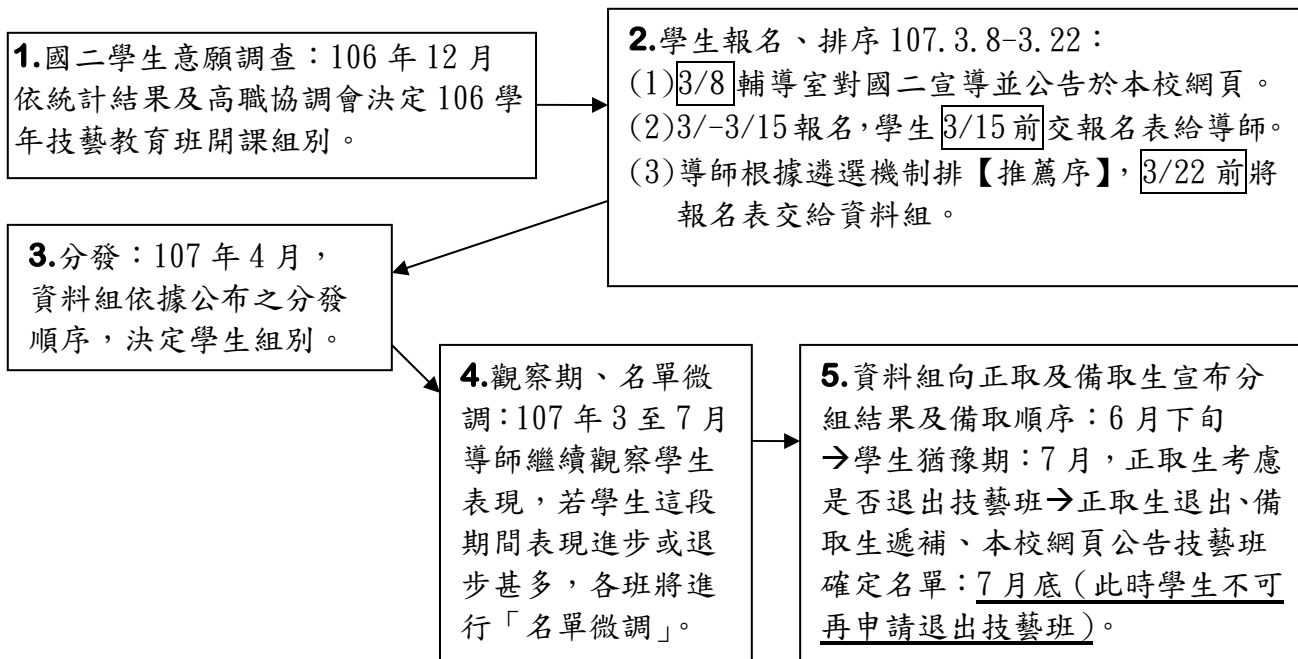 1.國二學生意願調查：106 年 12 月
依統計結果及高職協調會決定 106 學
年技藝教育班開課組別。
2.學生報名、排序 107.3.8-3.22：
(1)3/8 輔導室對國二宣導並公告於本校網頁。
(2)3/-3/15 報名，學生 3/15 前交報名表給導師。
(3)導師根據遴選機制排【推薦序】，3/22 前將
報名表交給資料組。
3.分發：107 年 4 月，
資料組依據公布之分發
順序，決定學生組別。
4.觀察期、名單微
調：107 年 3 至 7 月
導師繼續觀察學生
表現，若學生這段
期間表現進步或退
步甚多，各班將進
行「名單微調」。
5.資料組向正取及備取生宣布分
組結果及備取順序：6 月下旬
→學生猶豫期：7 月，正取生考慮
是否退出技藝班→正取生退出、備
取生遞補、本校網頁公告技藝班
確定名單：7 月底（此時學生不可
再申請退出技藝班）。